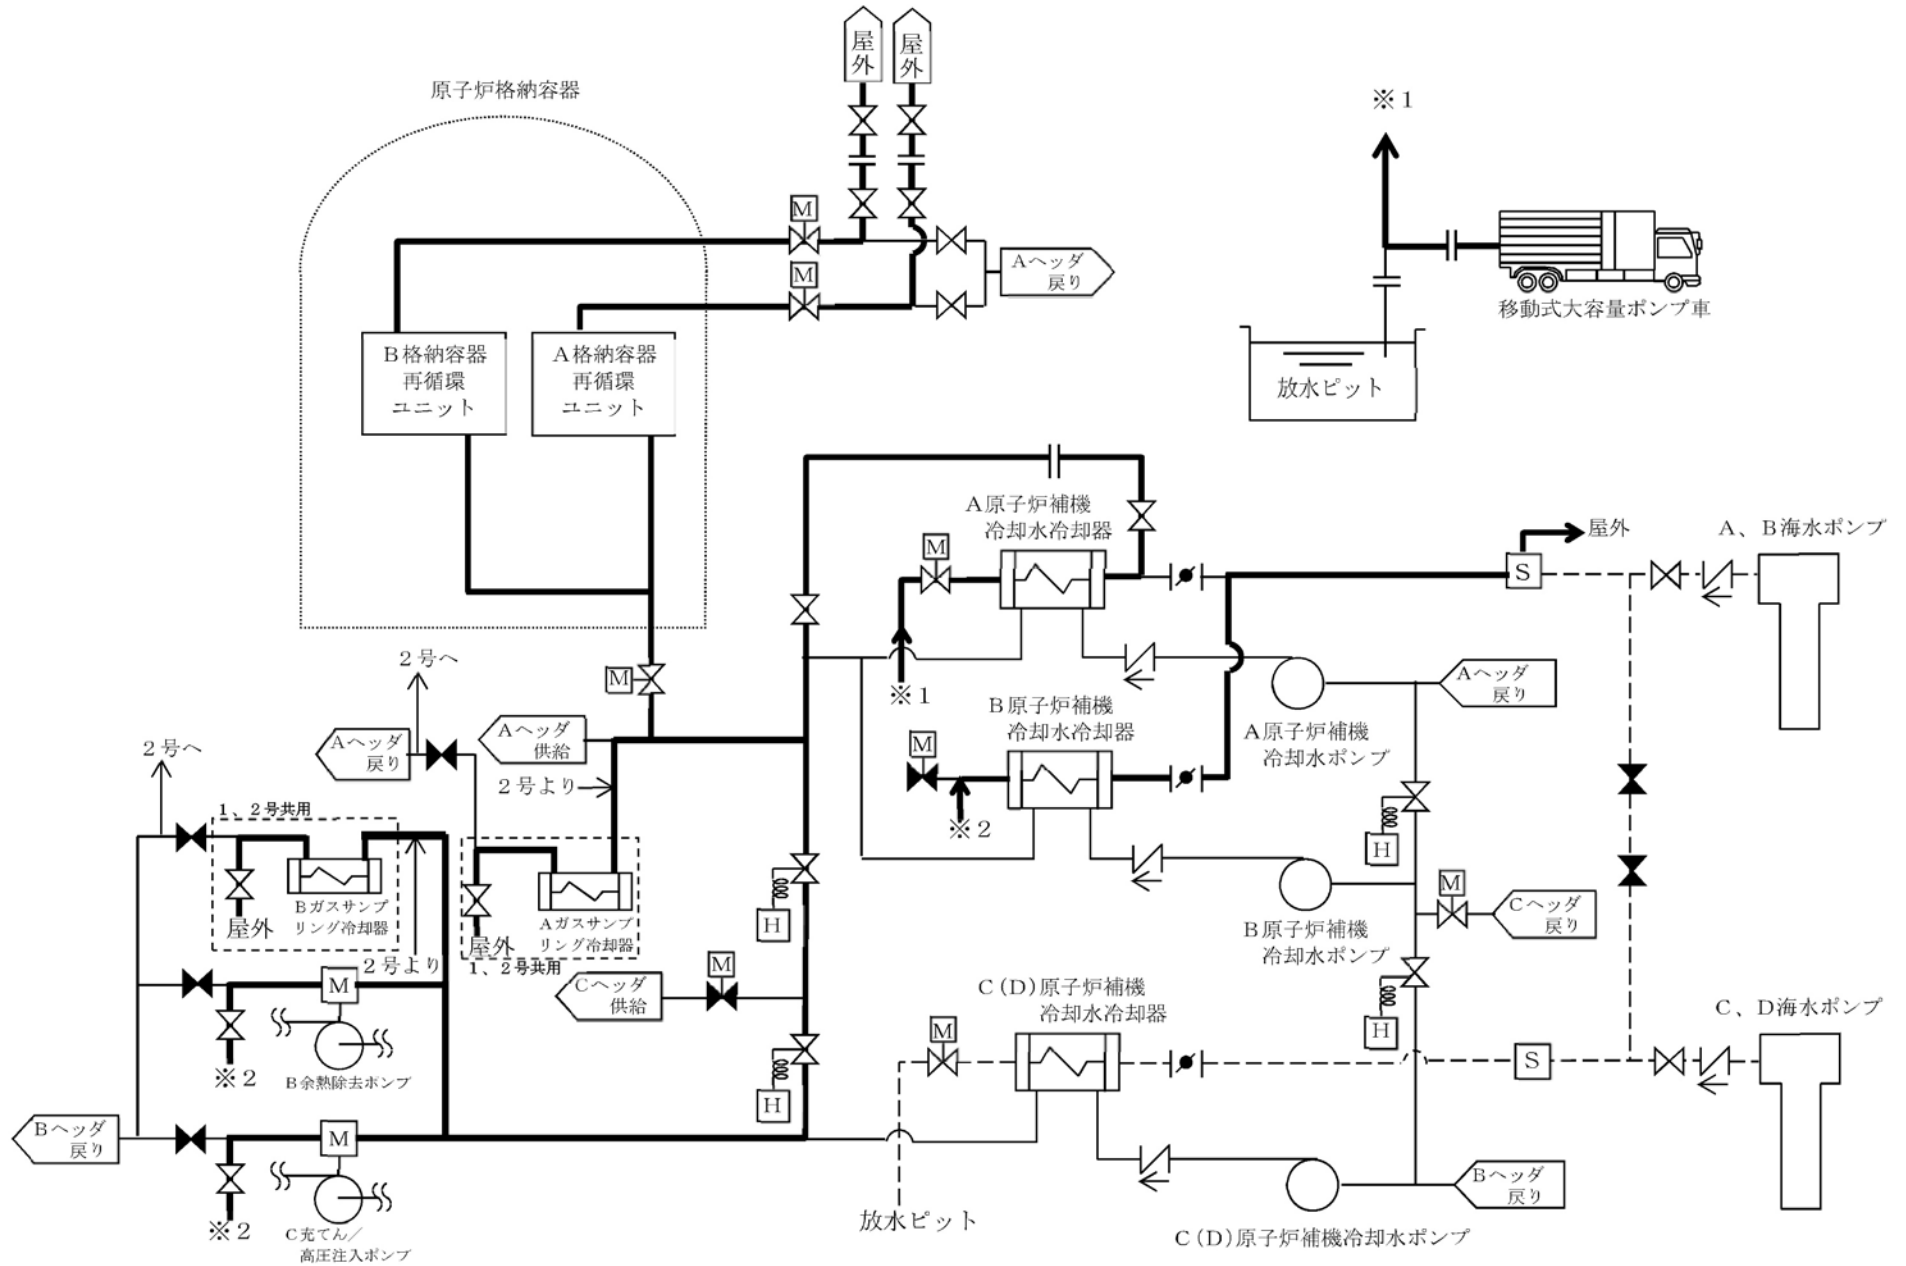 屋外
屋外
原子炉格納容器
※1
M
M
Aヘッダ
戻り
移動式大容量ポンプ車
放水ピット
B格納容器
再循環
ユニット
A格納容器
再循環
ユニット
A原子炉補機
冷却水冷却器
M
※1
屋外
S
A、B海水ポンプ
2号へ
M
Aヘッダ
戻り
Aヘッダ
供給
2号より
B原子炉補機
冷却水冷却器
M
※2
A原子炉補機
冷却水ポンプ
Aヘッダ
戻り
2号へ
1、2号共用
屋外
Bガスサンプ
リング冷却器
2号より
屋外
Aガスサンプ
リング冷却器
1、2号共用
H
H
B原子炉補機
冷却水ポンプ
M
Cヘッダ
戻り
M
Cヘッダ
供給
M
※2
B余熱除去ポンプ
H
H
C(D)原子炉補機
冷却水冷却器
M
S
C、D海水ポンプ
Bヘッダ
戻り
M
※2
C充てん/
高圧注入ポンプ
放水ピット
Bヘッダ
戻り
C(D)原子炉補機冷却水ポンプ